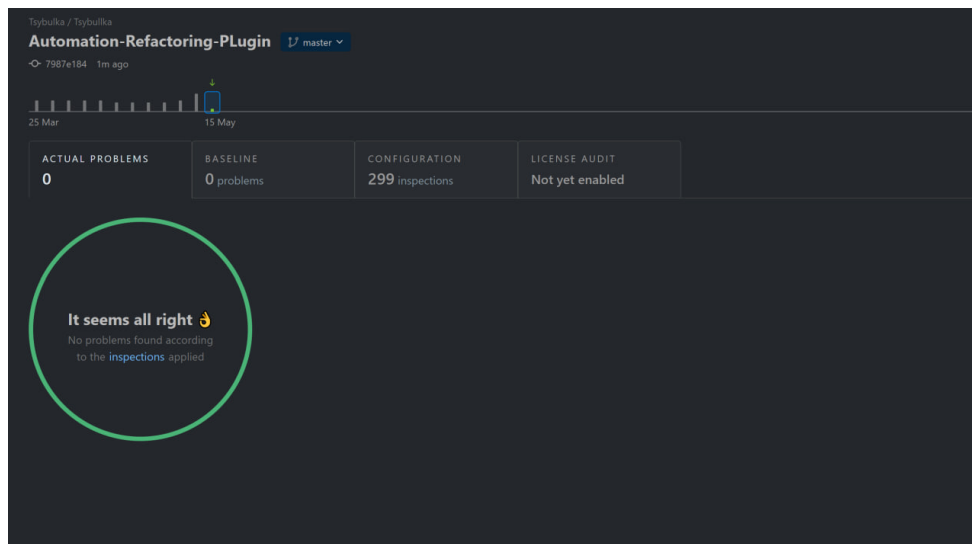 Tsybulka / Tsybullka
Automation-Refactoring-PLugin master
7987e184 1m ago
25 Mar 15 May
ACTUAL PROBLEMS BASELINE CONFIGURATION LICENSE AUDIT
0 0 problems 299 inspections Not yet enabled
It seems all right 👌
No problems found according
to the inspections applied